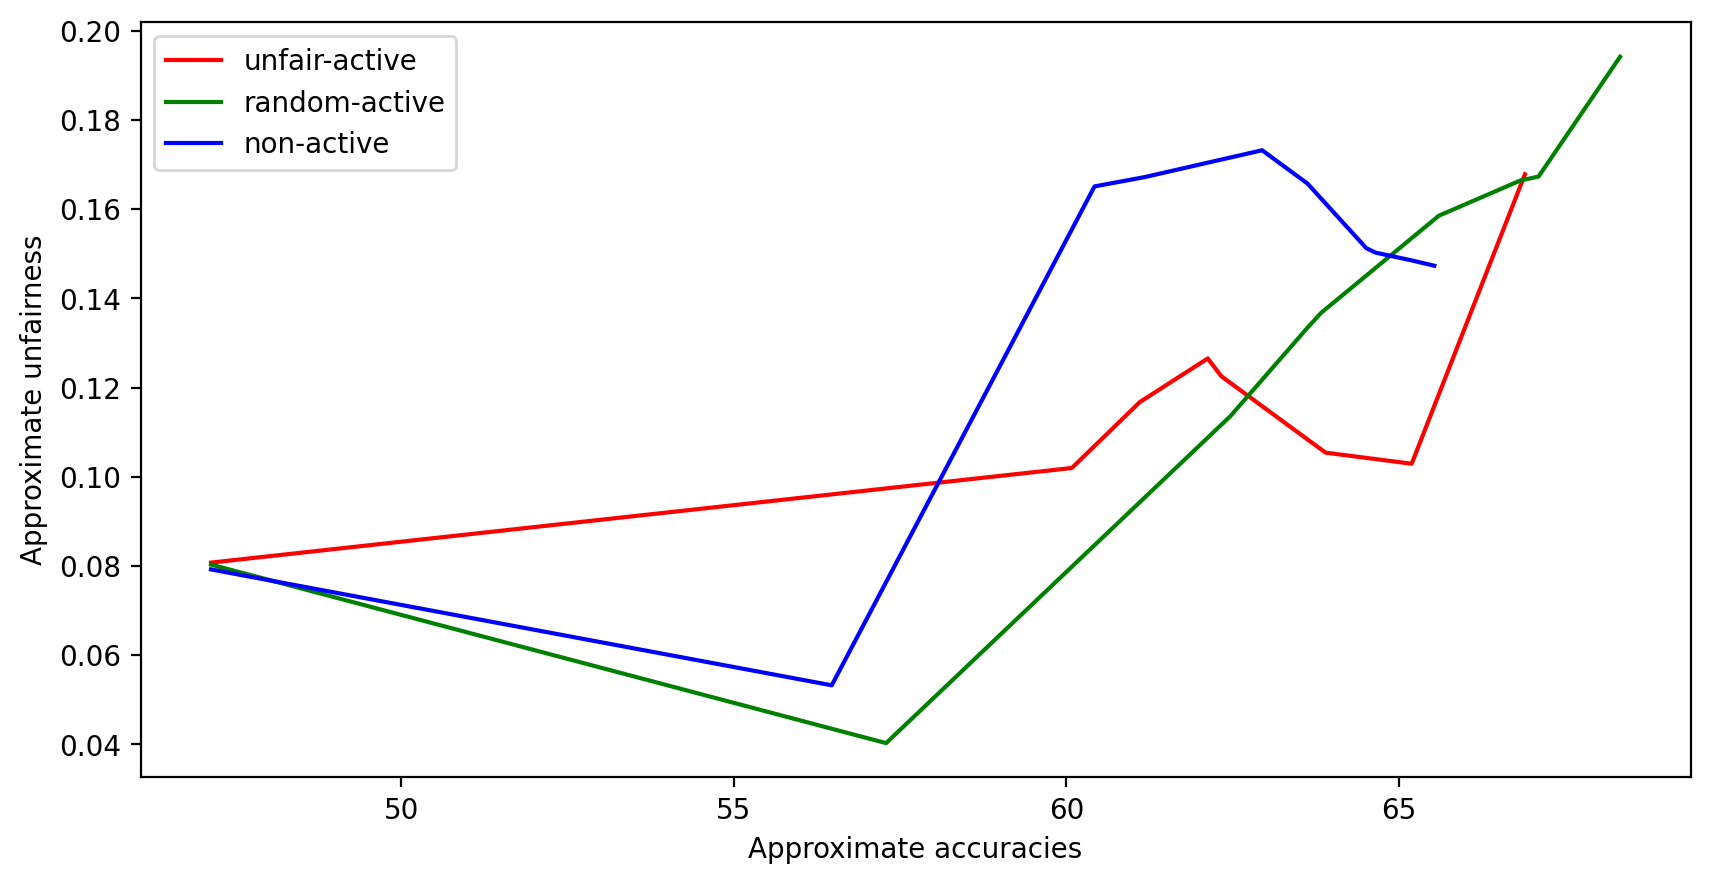 unfair-active
random-active
non-active
0.20
0.18
0.16
0.14
0.12
0.10
0.08
0.06
0.04
Approximate unfairness
50 55 60 65
Approximate accuracies